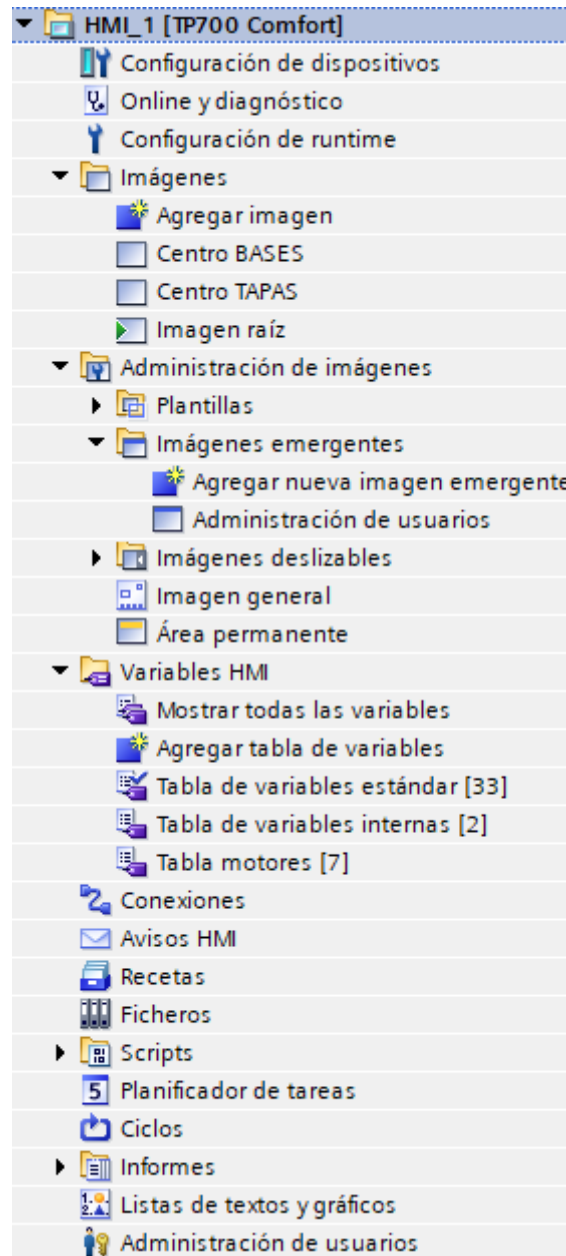 HMI_1 [TP700 Comfort]
Configuración de dispositivos
Online y diagnóstico
Configuración de runtime
Imágenes
Agregar imagen
Centro BASES
Centro TAPAS
Imagen raíz
Administración de imágenes
Plantillas
Imágenes emergentes
Agregar nueva imagen emergente
Administración de usuarios
Imágenes deslizables
Imagen general
Área permanente
Variables HMI
Mostrar todas las variables
Agregar tabla de variables
Tabla de variables estándar [33]
Tabla de variables internas [2]
Tabla motores [7]
Conexiones
Avisos HMI
Recetas
Ficheros
Scripts
Planificador de tareas
Ciclos
Informes
Listas de textos y gráficos
Administración de usuarios